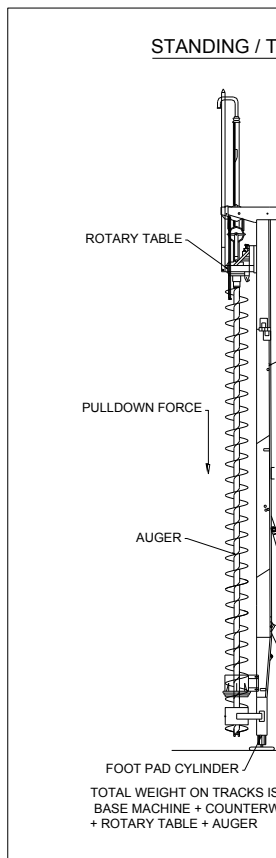 STANDING / T
ROTARY TABLE
PULLDOWN FORCE
AUGER
FOOT PAD CYLINDER
TOTAL WEIGHT ON TRACKS IS
BASE MACHINE + COUNTERW
+ ROTARY TABLE + AUGER